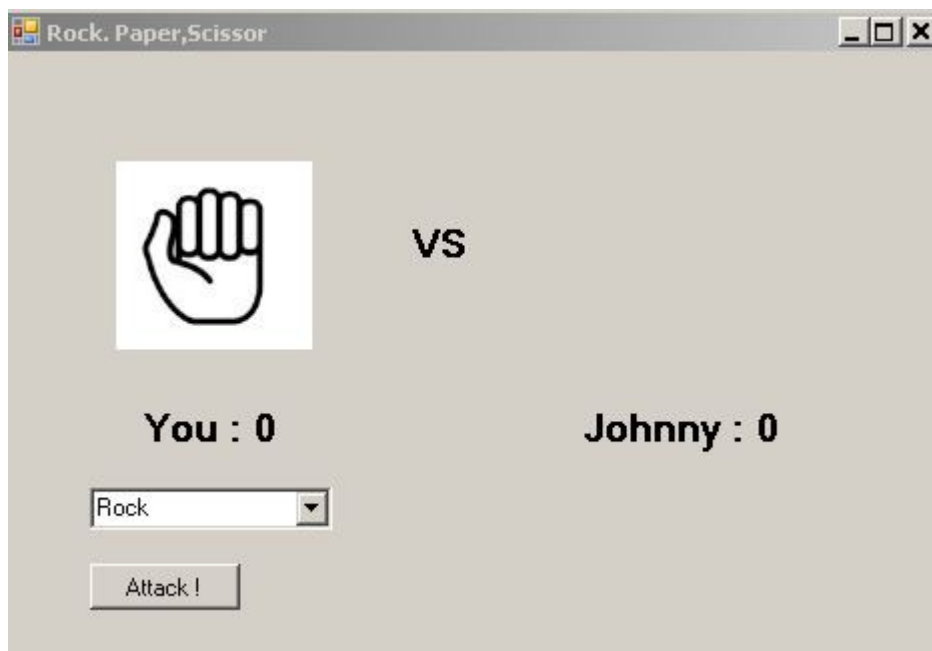 Rock. Paper,Scissor
VS
You : 0
Johnny : 0
Rock
Attack !